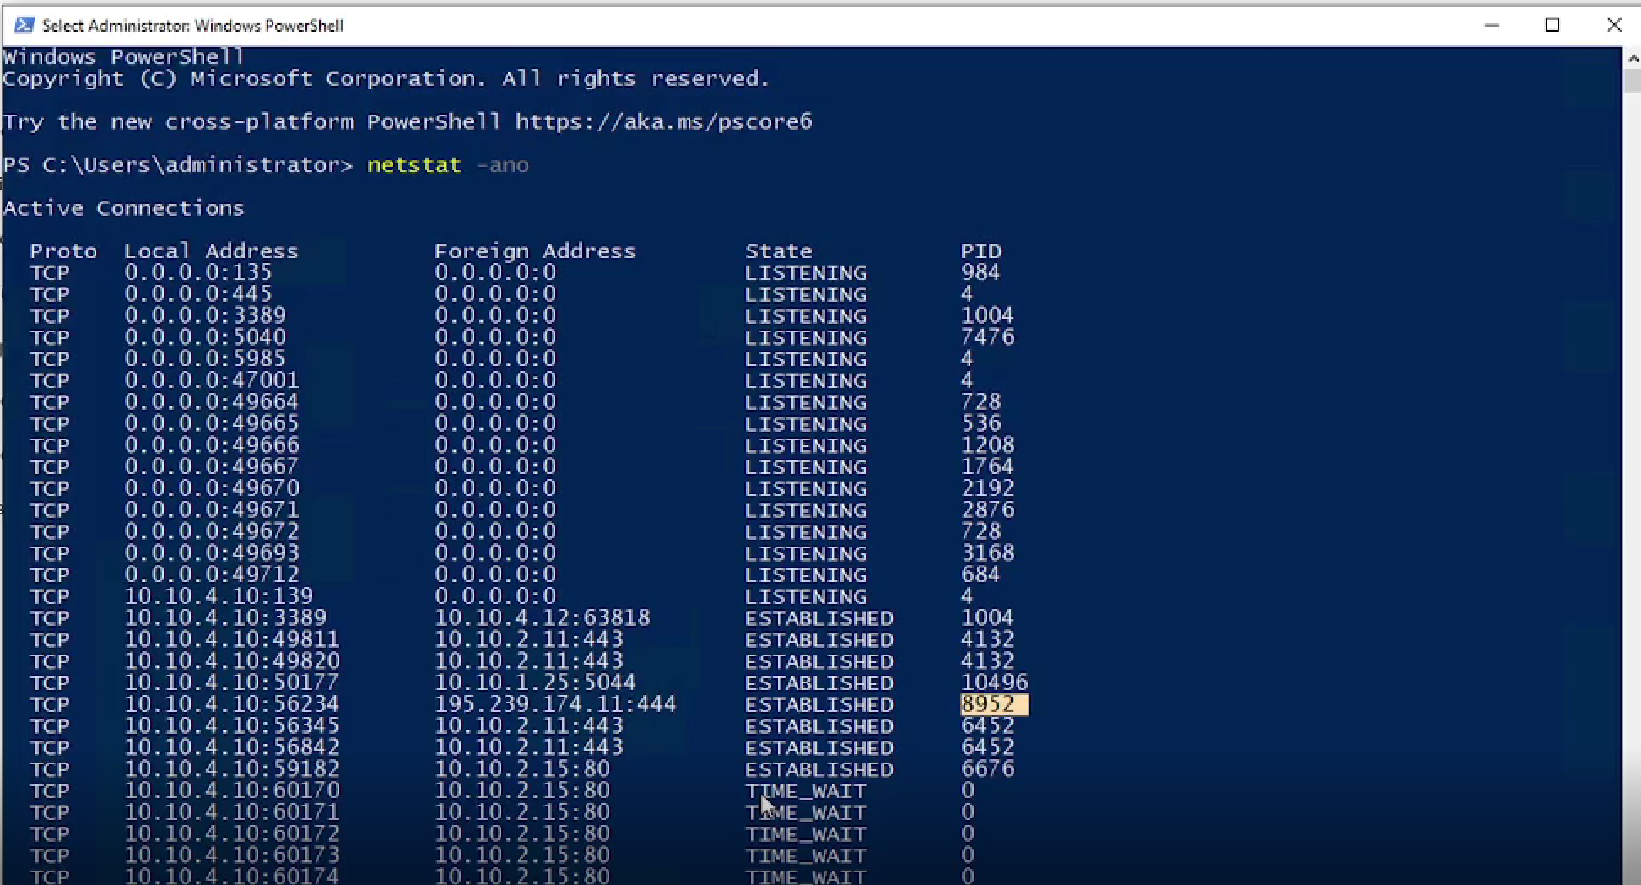 Select Administrator: Windows PowerShell
Windows PowerShell
Copyright (C) Microsoft Corporation. All rights reserved.
Try the new cross-platform PowerShell https://aka.ms/pscore6
PS C:\Users\administrator> netstat -ano
Active Connections
Proto Local Address Foreign Address State PID
TCP 0.0.0.0:135 0.0.0.0:0 LISTENING 984
TCP 0.0.0.0:445 0.0.0.0:0 LISTENING 4
TCP 0.0.0.0:3389 0.0.0.0:0 LISTENING 1004
TCP 0.0.0.0:5040 0.0.0.0:0 LISTENING 7476
TCP 0.0.0.0:5985 0.0.0.0:0 LISTENING 4
TCP 0.0.0.0:47001 0.0.0.0:0 LISTENING 4
TCP 0.0.0.0:49664 0.0.0.0:0 LISTENING 728
TCP 0.0.0.0:49665 0.0.0.0:0 LISTENING 536
TCP 0.0.0.0:49666 0.0.0.0:0 LISTENING 1208
TCP 0.0.0.0:49667 0.0.0.0:0 LISTENING 1764
TCP 0.0.0.0:49670 0.0.0.0:0 LISTENING 2192
TCP 0.0.0.0:49671 0.0.0.0:0 LISTENING 2876
TCP 0.0.0.0:49672 0.0.0.0:0 LISTENING 728
TCP 0.0.0.0:49693 0.0.0.0:0 LISTENING 3168
TCP 0.0.0.0:49712 0.0.0.0:0 LISTENING 684
TCP 10.10.4.10:139 0.0.0.0:0 LISTENING 4
TCP 10.10.4.10:3389 10.10.4.12:63818 ESTABLISHED 1004
TCP 10.10.4.10:49811 10.10.2.11:443 ESTABLISHED 4132
TCP 10.10.4.10:49820 10.10.2.11:443 ESTABLISHED 4132
TCP 10.10.4.10:50177 10.10.1.25:5044 ESTABLISHED 10496
TCP 10.10.4.10:56234 195.239.174.11:444 ESTABLISHED 8952
TCP 10.10.4.10:56345 10.10.2.11:443 ESTABLISHED 6452
TCP 10.10.4.10:56842 10.10.2.11:443 ESTABLISHED 6452
TCP 10.10.4.10:59182 10.10.2.15:80 ESTABLISHED 6676
TCP 10.10.4.10:60170 10.10.2.15:80 TIME_WAIT 0
TCP 10.10.4.10:60171 10.10.2.15:80 TIME_WAIT 0
TCP 10.10.4.10:60172 10.10.2.15:80 TIME_WAIT 0
TCP 10.10.4.10:60173 10.10.2.15:80 TIME_WAIT 0
TCP 10.10.4.10:60174 10.10.2.15:80 TIME_WAIT 0